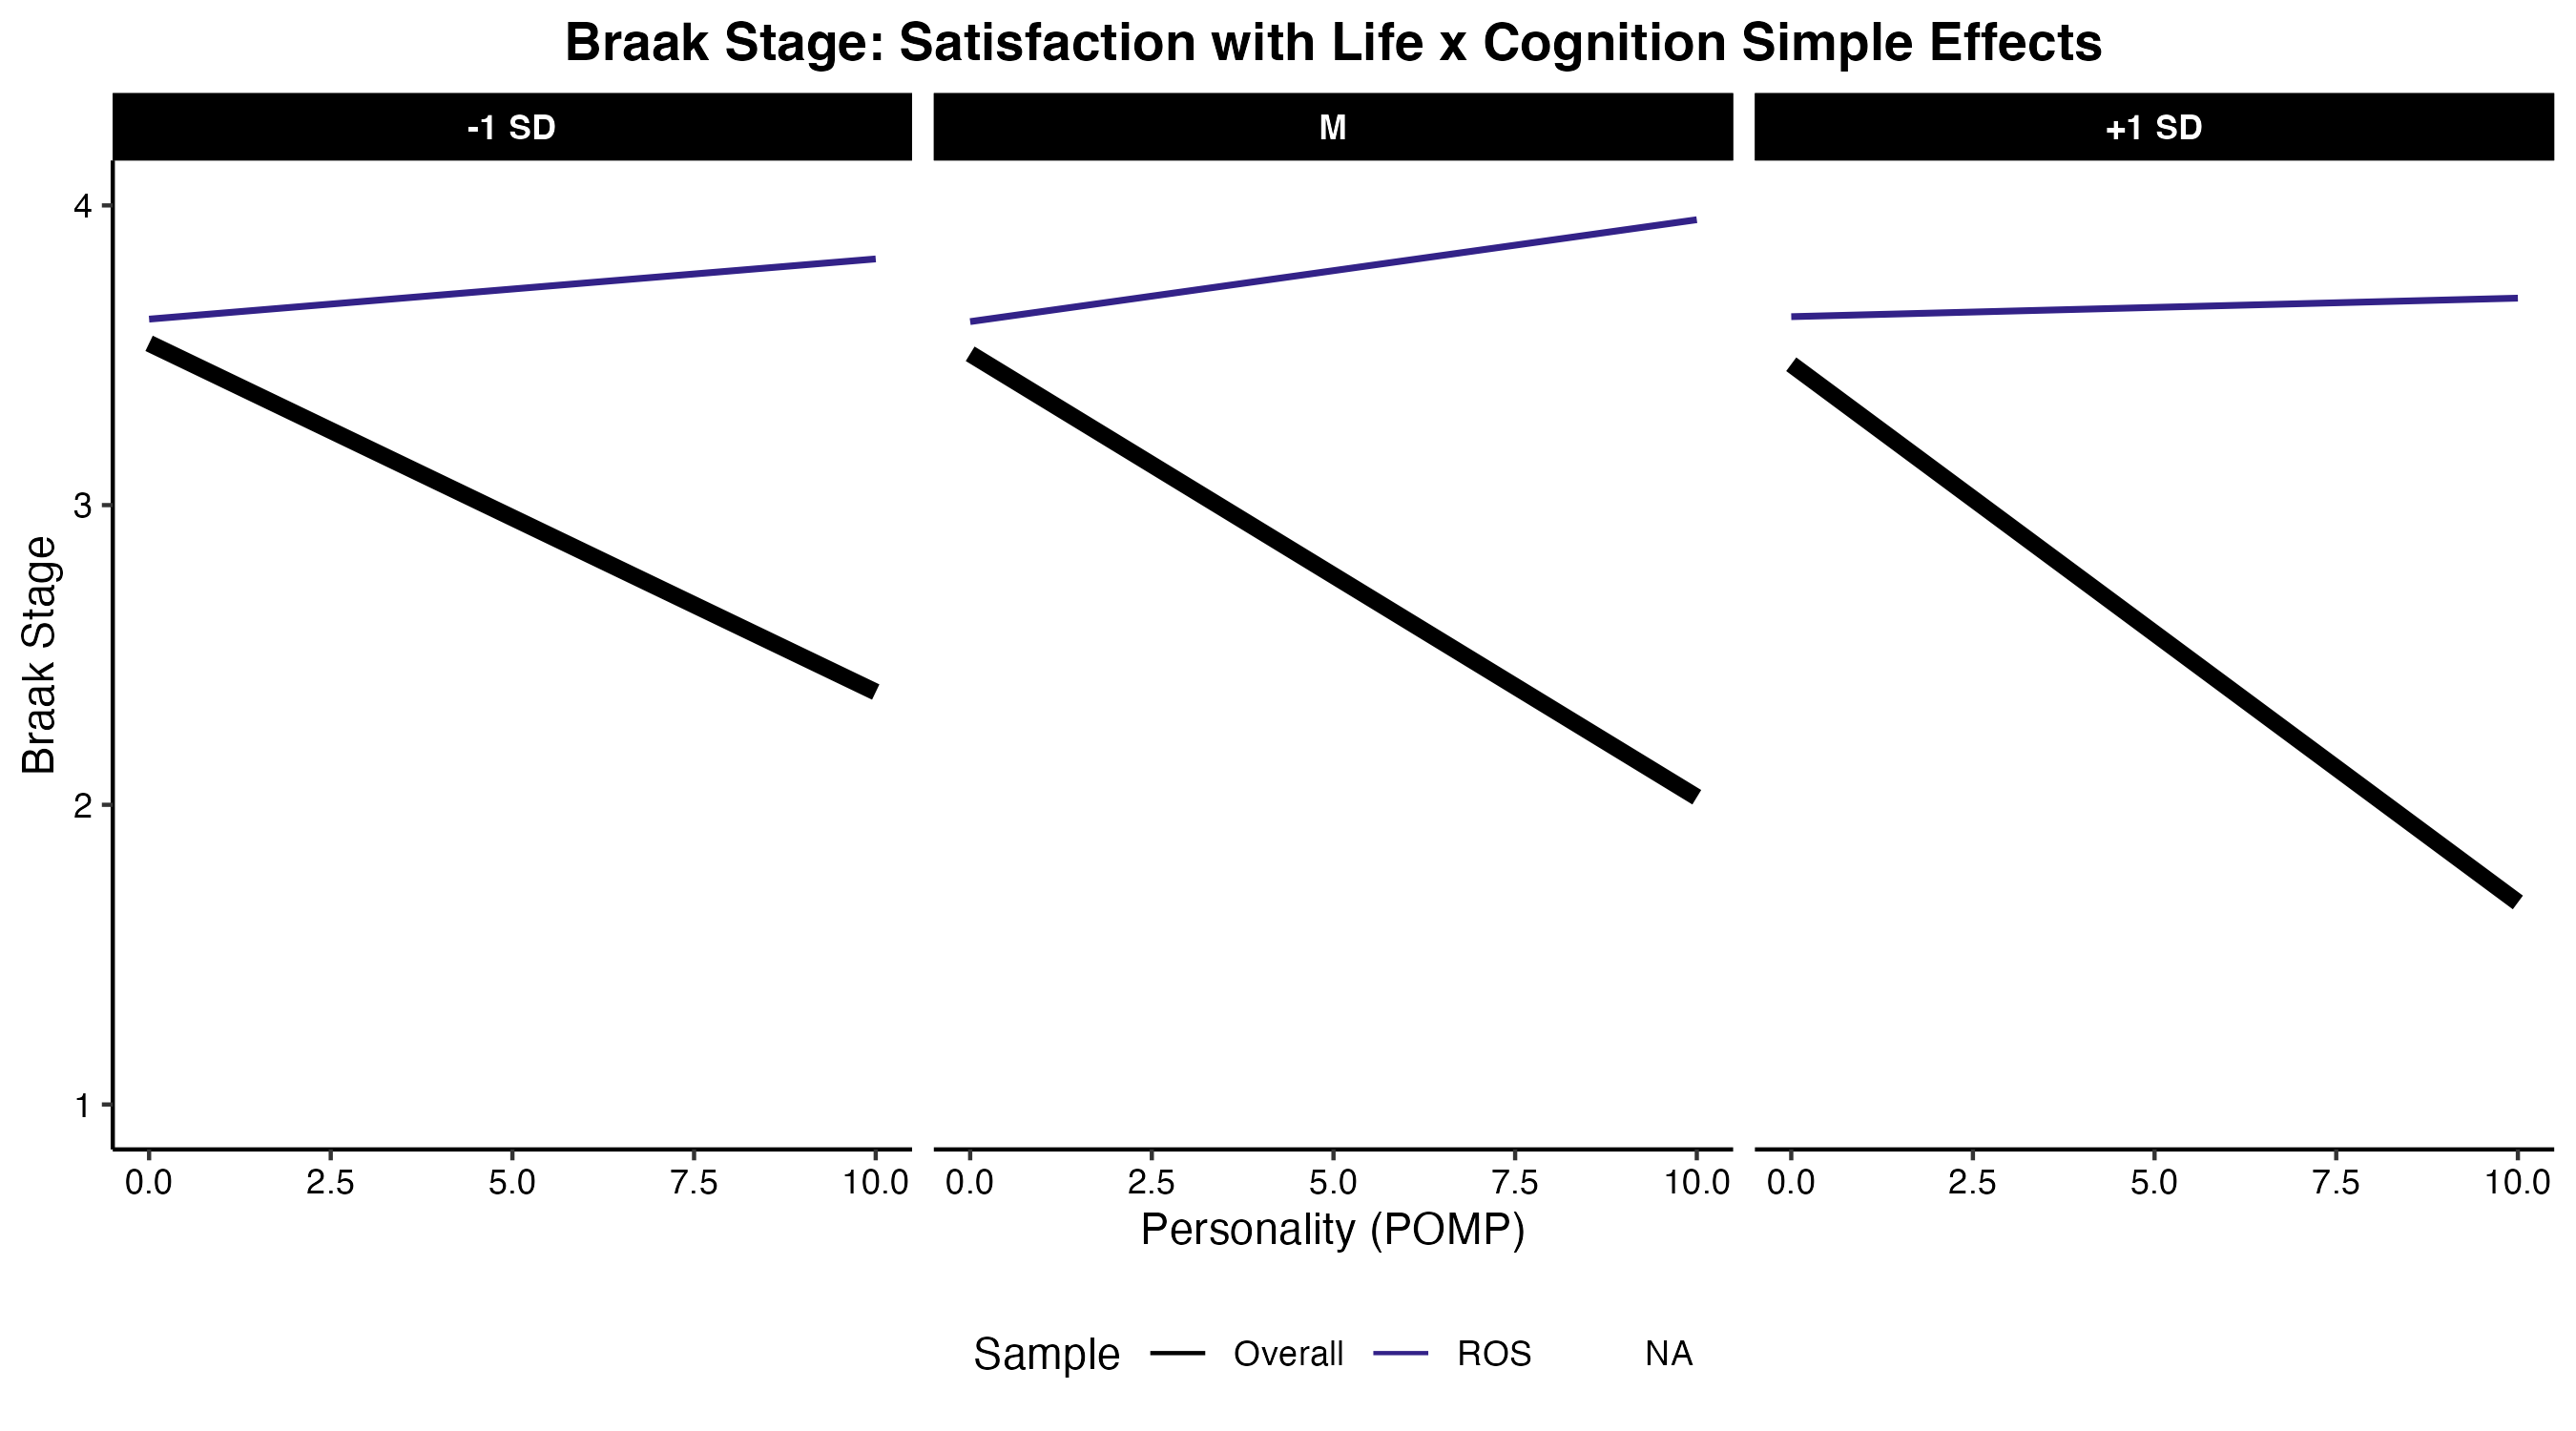 Braak Stage: Satisfaction with Life x Cognition Simple Effects
-1 SD
M
+1 SD
Braak Stage
4
3
2
1
0.0 2.5 5.0 7.5 10.0
0.0 2.5 5.0 7.5 10.0
0.0 2.5 5.0 7.5 10.0
Personality (POMP)
Sample Overall ROS NA